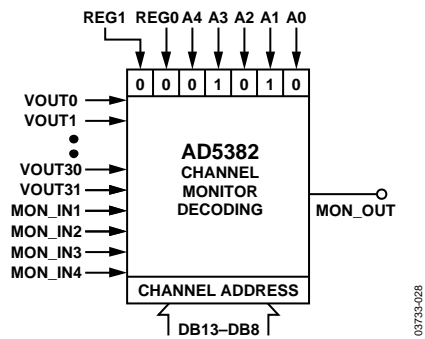 REG1 REG0 A4 A3 A2 A1 A0
0 0 0 1 0 1 0
VOUT0
VOUT1
VOUT30
VOUT31
MON_IN1
MON_IN2
MON_IN3
MON_IN4
AD5382
CHANNEL
MONITOR
DECODING
MON_OUT
CHANNEL ADDRESS
DB13–DB8
03733-028